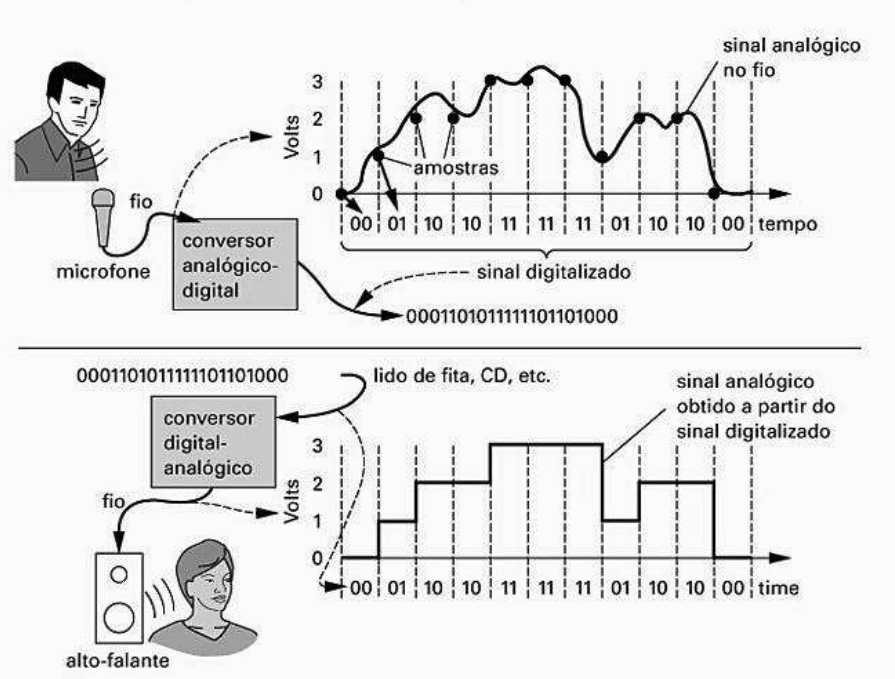 sinal analógico
no fio
Volts
3
2
1
0
amostras
fio
microfone
conversor
analógico-
digital
00 01 10 10 11 11 11 01 10 10 00 tempo
sinal digitalizado
0001101011111101101000
0001101011111101101000
lido de fita, CD, etc.
conversor
digital-
analógico
sinal analógico
obtido a partir do
sinal digitalizado
fio
Volts
3
2
1
0
00 01 10 10 11 11 11 01 10 10 00 time
alto-falante